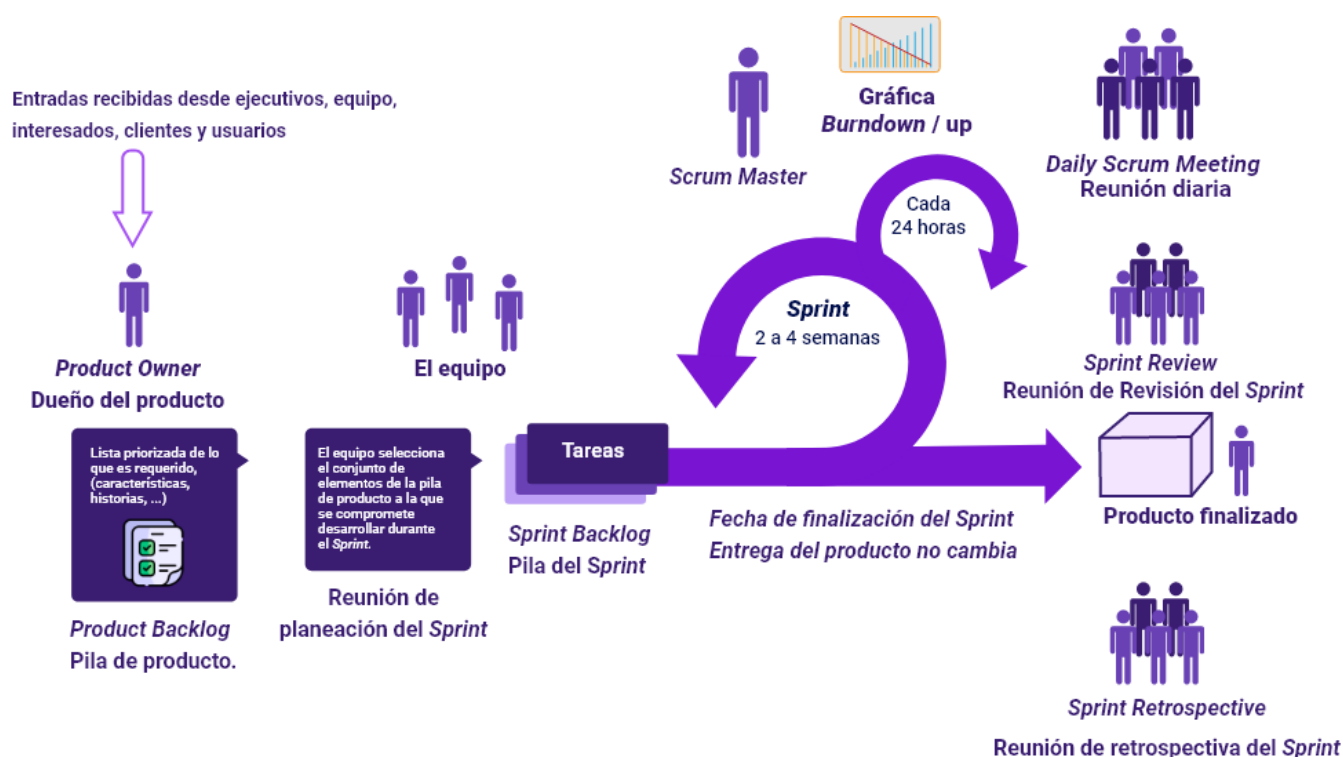 Entradas recibidas desde ejecutivos, equipo,
interesados, clientes y usuarios
Product Owner
Dueño del producto
Lista priorizada de lo
que es requerido,
(características,
historias, ...)
Product Backlog
Pila de producto.
El equipo
El equipo selecciona
el conjunto de
elementos de la pila
de producto a la que
se compromete
desarrollar durante
el Sprint.
Reunión de
planeación del Sprint
Tareas
Sprint Backlog
Pila del Sprint
Scrum Master
Gráfica
Burndown / up
Cada
24 horas
Sprint
2 a 4 semanas
Fecha de finalización del Sprint
Entrega del producto no cambia
Daily Scrum Meeting
Reunión diaria
Sprint Review
Reunión de Revisión del Sprint
Producto finalizado
Sprint Retrospective
Reunión de retrospectiva del Sprint